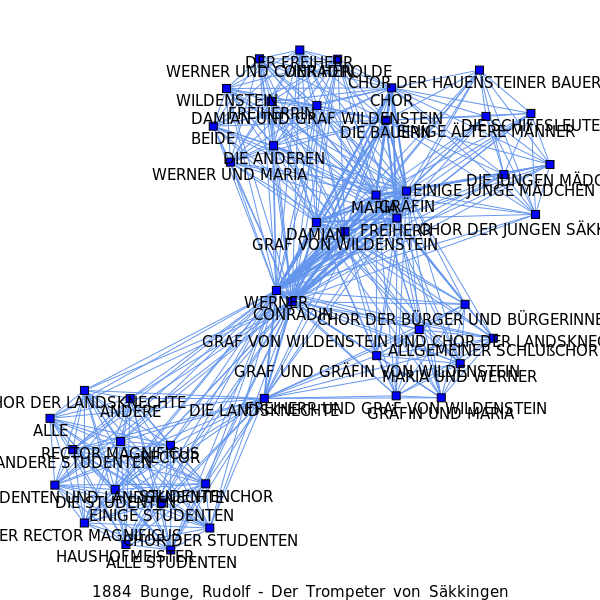 DER FREIHERR
WERNER UND CONRADIN
CHOR DER HAUENSTEINER BAUER
WILDENSTEIN
CHOR
FREIHERRIN
DAMIAN UND GRAF WILDENSTEIN
DIE SCHIFFSLEUTE
DIE BAUERN
EINIGE ÄLTERE MÄNNER
BEIDE
DIE ANDEREN
WERNER UND MARIA
DIE JUNGEN MÄDC
EINIGE JUNGE MÄDCHEN
MARIA
GRÄFIN
DAMIAN
FREIHERR
CHOR DER JUNGEN SÄKK
GRAF VON WILDENSTEIN
WERNER
CONRADIN
CHOR DER BÜRGER UND BÜRGERINNE
GRAF VON WILDENSTEIN UND CHOR DER LANDSKNEC
ALLGEMEINER SCHLUßCHOR
GRAF UND GRÄFIN VON WILDENSTEIN
MARIA UND WERNER
HOR DER LANDSKNECHTE
ANDERE
DIE LANDSKNECHTE
FREIHERR UND GRAF VON WILDENSTEIN
GRÄFIN UND MARIA
ALLE
RECTOR MAGNIFICUS
RECTOR
ANDERE STUDENTEN
DENTEN UND LANDSKNECHTE
STUDENTENCHOR
DIE STUDENTEN
EINIGE STUDENTEN
ER RECTOR MAGNIFICUS
CHOR DER STUDENTEN
HAUSHOFMEISTER
ALLE STUDENTEN
1884 Bunge, Rudolf - Der Trompeter von Säkkingen